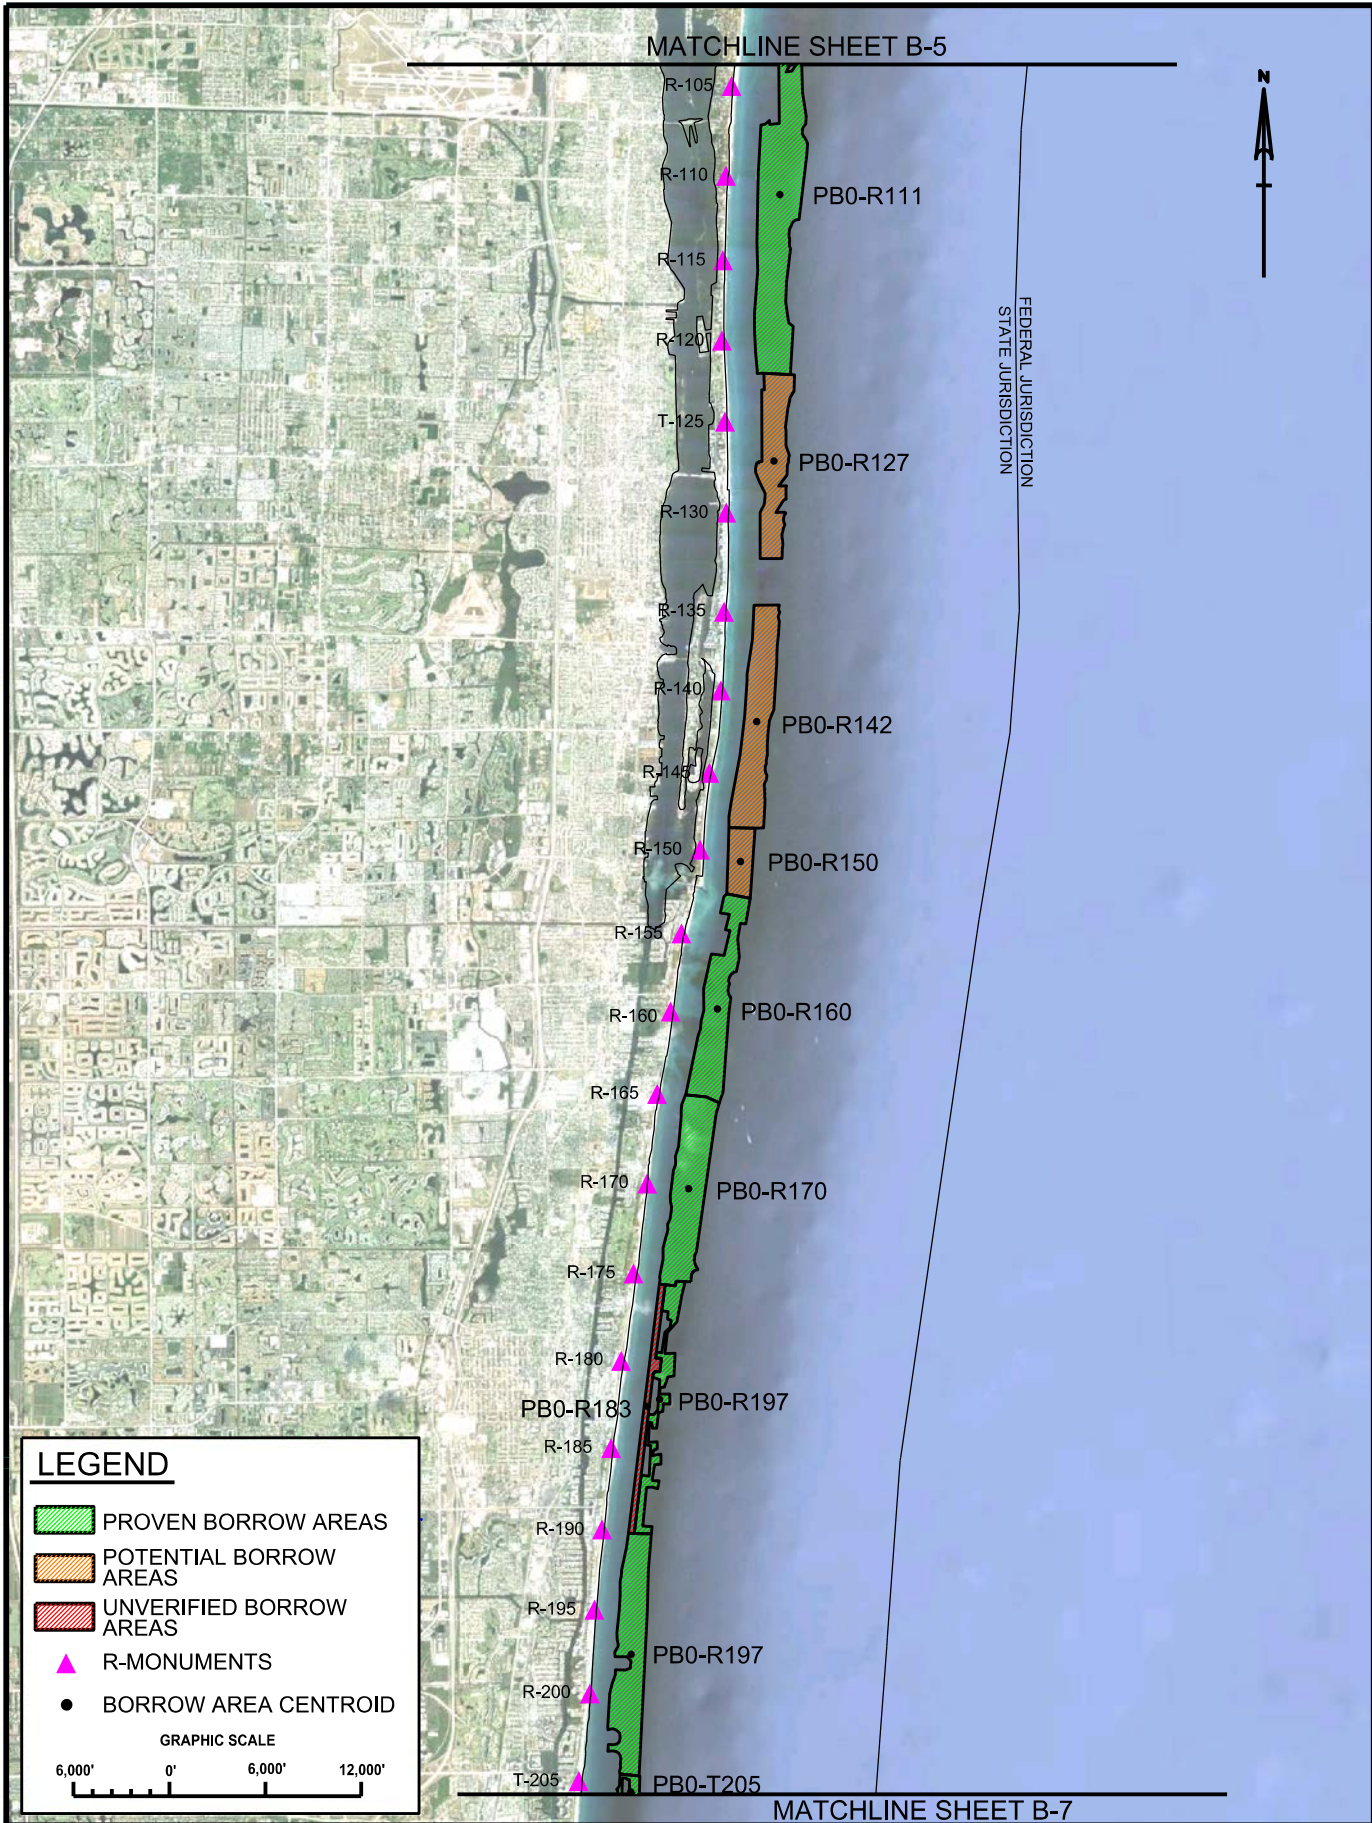 MATCHLINE SHEET B-5
R-105
N
R-110
PB0-R111
R-115
FEDERAL JURISDICTION
STATE JURISDICTION
R-120
T-125
PB0-R127
R-130
R-135
R-140
PB0-R142
R-145
R-150
PB0-R150
R-155
R-160
PB0-R160
R-165
R-170
PB0-R170
R-175
R-180
PB0-R183
PB0-R197
R-185
R-190
R-195
PB0-R197
R-200
T-205
PB0-T205
MATCHLINE SHEET B-7
LEGEND
PROVEN BORROW AREAS
POTENTIAL BORROW
AREAS
UNVERIFIED BORROW
AREAS
R-MONUMENTS
BORROW AREA CENTROID
GRAPHIC SCALE
6,000' 0' 6,000' 12,000'